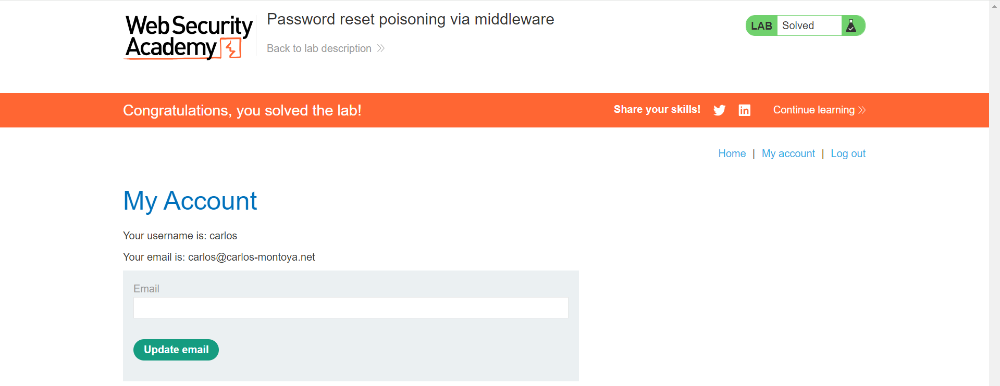 Web Security
Academy
Password reset poisoning via middleware
Back to lab description
LAB Solved
Congratulations, you solved the lab!
Share your skills!
Continue learning
Home | My account | Log out
My Account
Your username is: carlos
Your email is: carlos@carlos-montoya.net
Email
Update email